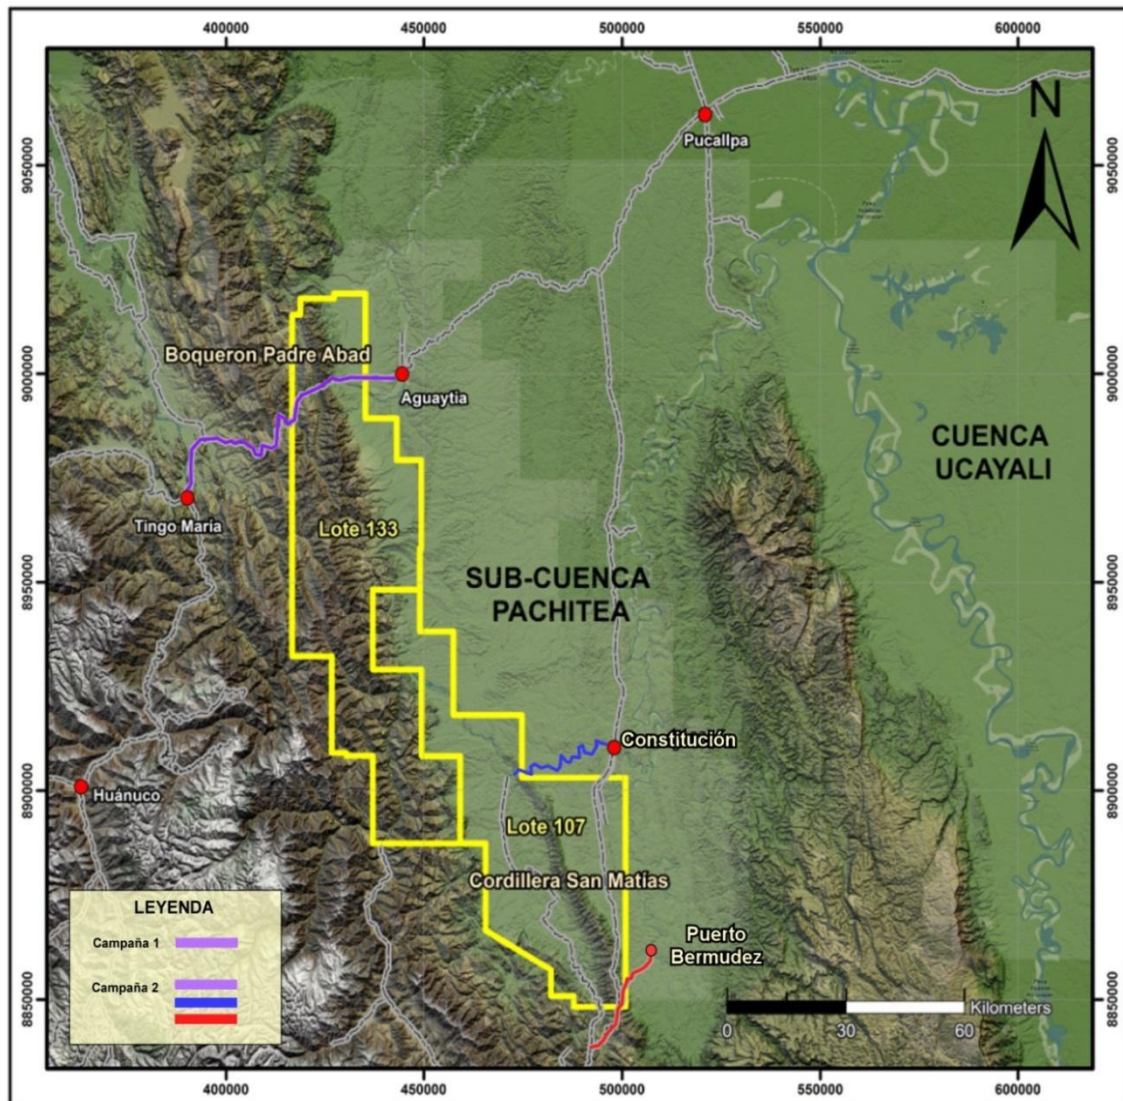 400000
450000
500000
550000
600000
N
Pucallpa
9050000
9050000
Boqueron Padre Abad
9000000
9000000
Aguaytia
CUENCA
UCAYALI
Tingo María
Lote 133
8950000
8950000
SUB-CUENCA
PACHITEA
Constitución
8900000
8900000
Huánuco
Lote 107
Cordillera San Matías
LEYENDA
Campaña 1
Campaña 2
Puerto
Bermudez
8850000
8850000
Kilometers
0
30
60
400000
450000
500000
550000
600000